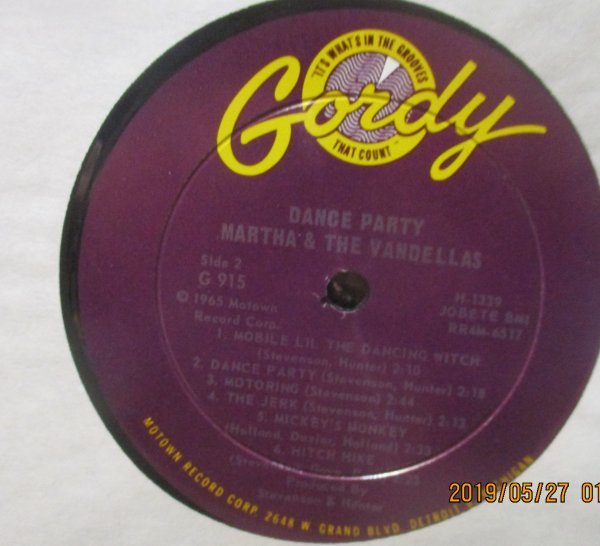 IT'S WHAT'S IN THE GROOVES
Gordy
THAT COUNT
DANCE PARTY
MARTHA & THE VANDELLAS
Side 2
G 915
© 1965 Motown
Record Corp.
H-1339
JOBETE BMI
RR4M-6517
1. MOBILE LIL THE DANCING WITCH
(Stevenson, Hunter) 2:10
2. DANCE PARTY (Stevenson, Hunter) 2:18
3. MOTORING (Stevenson) 2:44
4. THE JERK (Stevenson, Hunter) 2:13
5. MICKEY'S MONKEY
(Holland, Dozier, Holland) 2:33
6. HITCH HIKE
Produced By
Stevenson & Hunter
MOTOWN RECORD CORP. 2648 W GRAND BLVD. DETROIT
2019/05/27